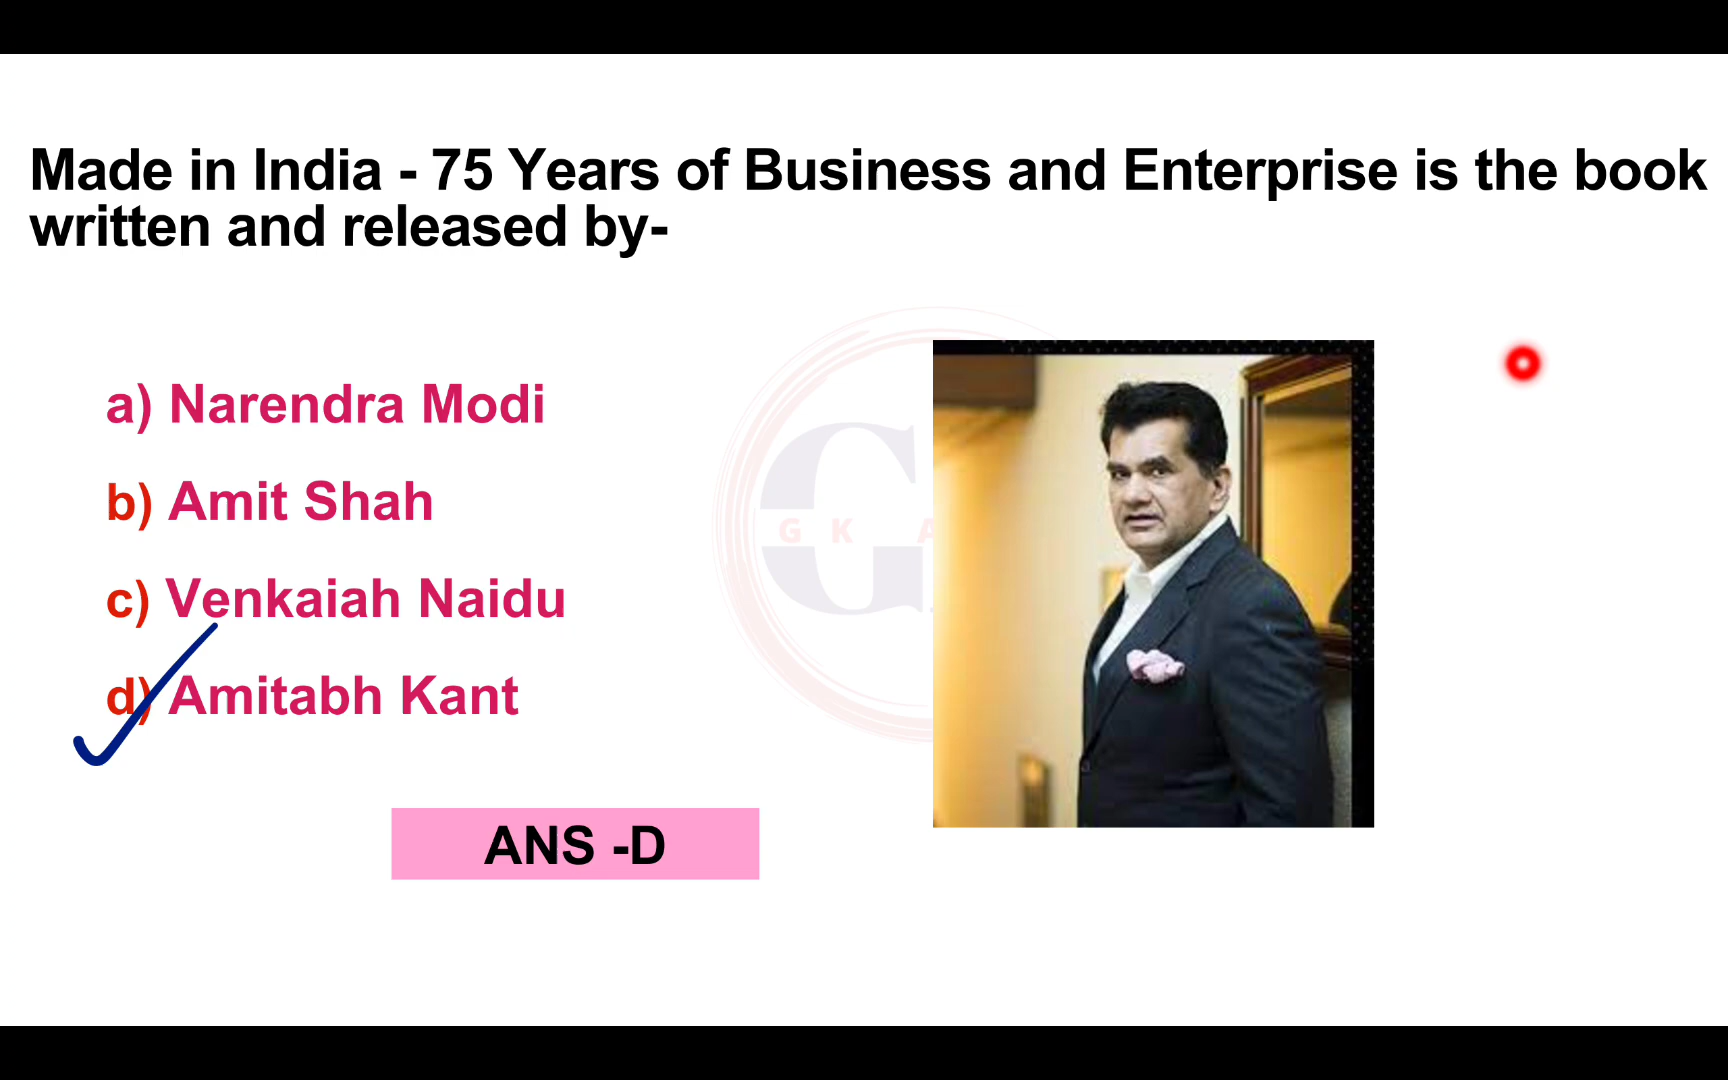 Made in India - 75 Years of Business and Enterprise is the book
written and released by-
a) Narendra Modi
b) Amit Shah
c) Venkaiah Naidu
d) Amitabh Kant
G K A
ANS -D